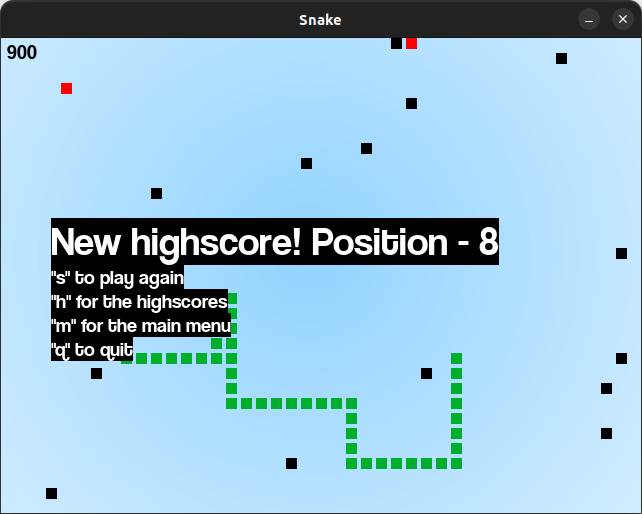 Snake
900
New highscore! Position - 8
"s" to play again
"h" for the highscores
"m" for the main menu
"q" to quit